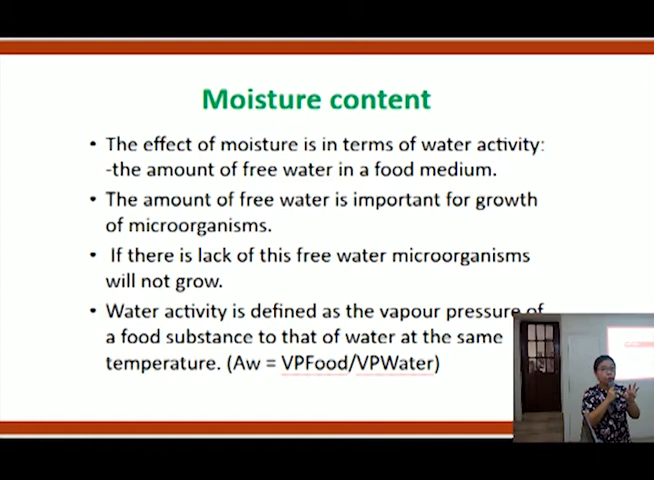 Moisture content
• The effect of moisture is in terms of water activity:
-the amount of free water in a food medium.
• The amount of free water is important for growth
of microorganisms.
• If there is lack of this free water microorganisms
will not grow.
• Water activity is defined as the vapour pressure of
a food substance to that of water at the same
temperature. (Aw = VPFood/VPWater)